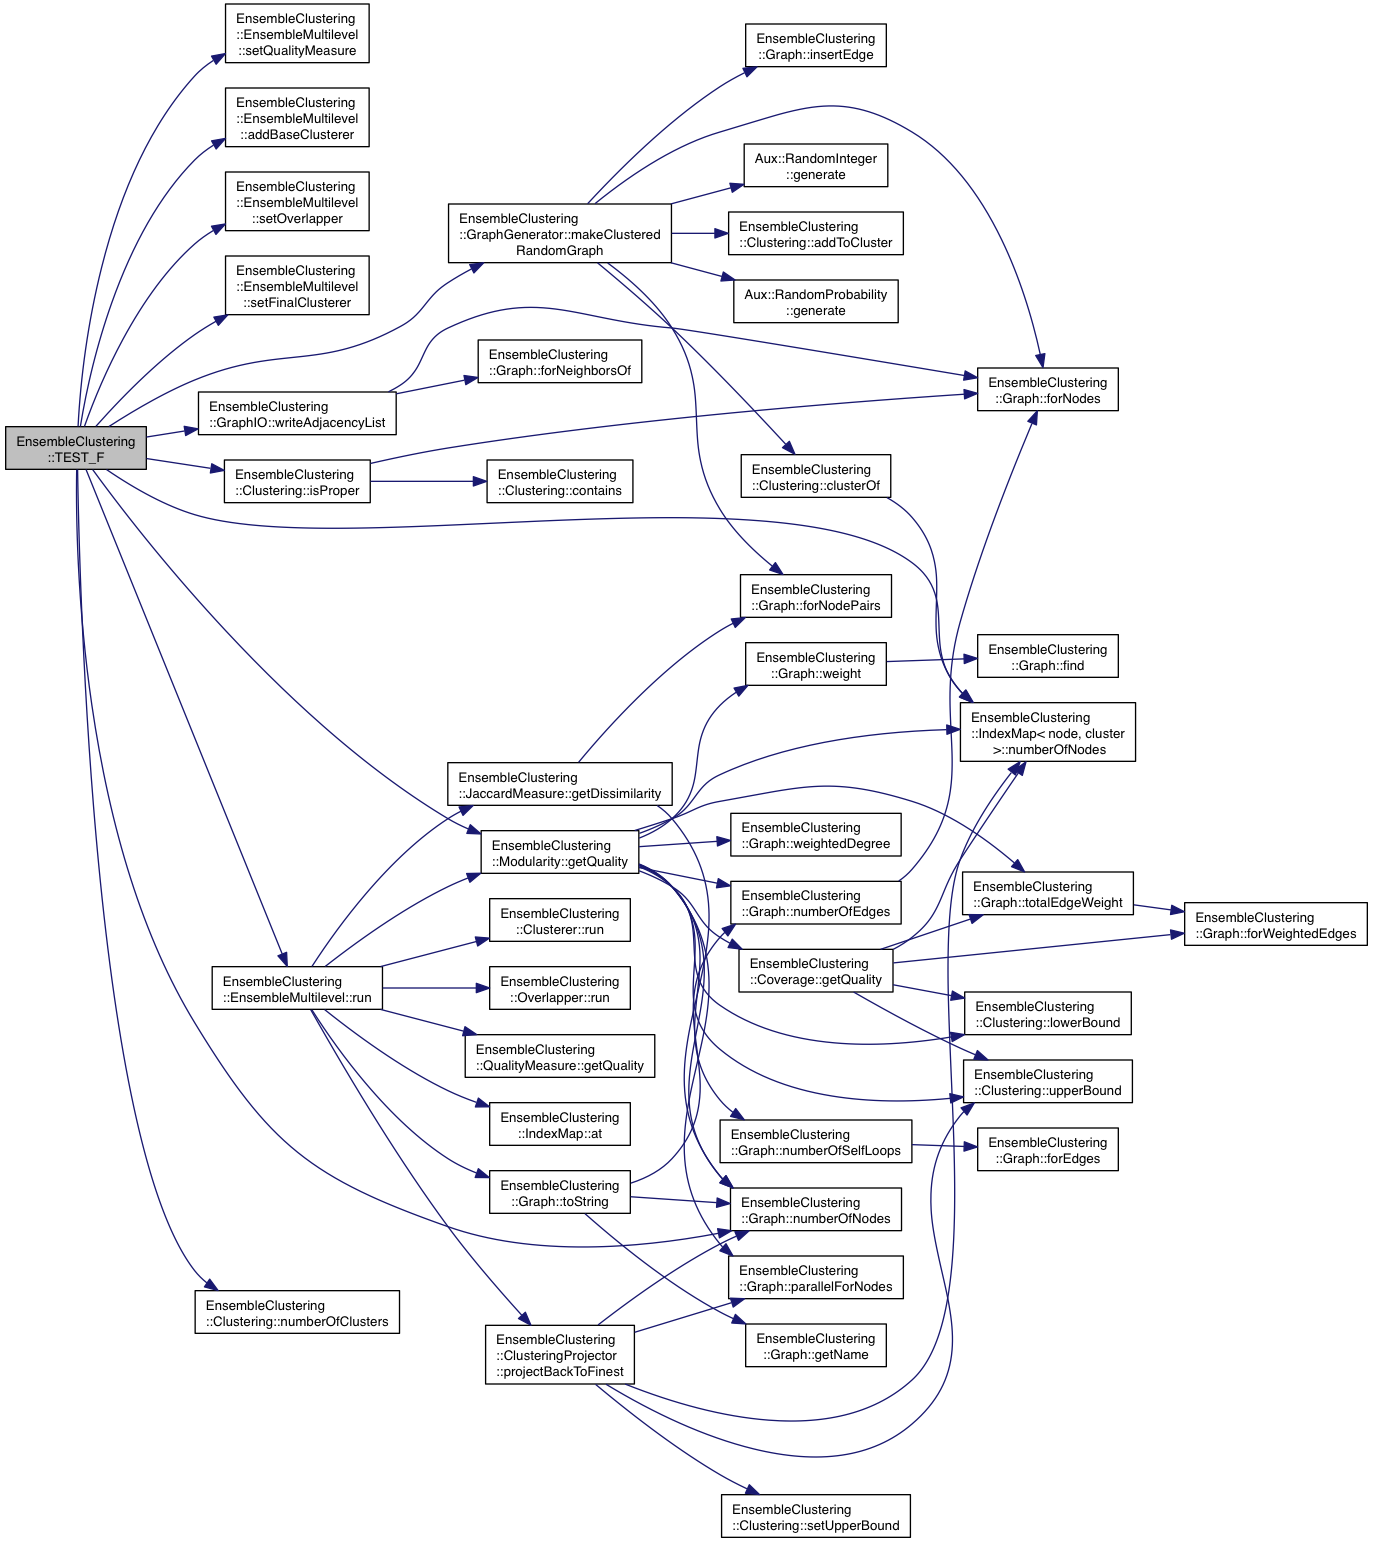 EnsembleClustering
::TEST_F
EnsembleClustering
::EnsembleMultilevel
::setQualityMeasure
EnsembleClustering
::EnsembleMultilevel
::addBaseClusterer
EnsembleClustering
::EnsembleMultilevel
::setOverlapper
EnsembleClustering
::EnsembleMultilevel
::setFinalClusterer
EnsembleClustering
::GraphIO::writeAdjacencyList
EnsembleClustering
::Clustering::isProper
EnsembleClustering
::EnsembleMultilevel::run
EnsembleClustering
::Clustering::numberOfClusters
EnsembleClustering
::GraphGenerator::makeClustered
RandomGraph
EnsembleClustering
::Graph::forNeighborsOf
EnsembleClustering
::Clustering::contains
EnsembleClustering
::JaccardMeasure::getDissimilarity
EnsembleClustering
::Modularity::getQuality
EnsembleClustering
::Clusterer::run
EnsembleClustering
::Overlapper::run
EnsembleClustering
::QualityMeasure::getQuality
EnsembleClustering
::IndexMap::at
EnsembleClustering
::Graph::toString
EnsembleClustering
::ClusteringProjector
::projectBackToFinest
EnsembleClustering
::Graph::insertEdge
Aux::RandomInteger
::generate
EnsembleClustering
::Clustering::addToCluster
Aux::RandomProbability
::generate
EnsembleClustering
::Clustering::clusterOf
EnsembleClustering
::Graph::forNodePairs
EnsembleClustering
::Graph::weight
EnsembleClustering
::Graph::weightedDegree
EnsembleClustering
::Graph::numberOfEdges
EnsembleClustering
::Coverage::getQuality
EnsembleClustering
::Graph::numberOfSelfLoops
EnsembleClustering
::Graph::numberOfNodes
EnsembleClustering
::Graph::parallelForNodes
EnsembleClustering
::Graph::getName
EnsembleClustering
::Clustering::setUpperBound
EnsembleClustering
::Graph::forNodes
EnsembleClustering
::Graph::find
EnsembleClustering
::IndexMap< node, cluster
>::numberOfNodes
EnsembleClustering
::Graph::totalEdgeWeight
EnsembleClustering
::Clustering::lowerBound
EnsembleClustering
::Clustering::upperBound
EnsembleClustering
::Graph::forEdges
EnsembleClustering
::Graph::forWeightedEdges